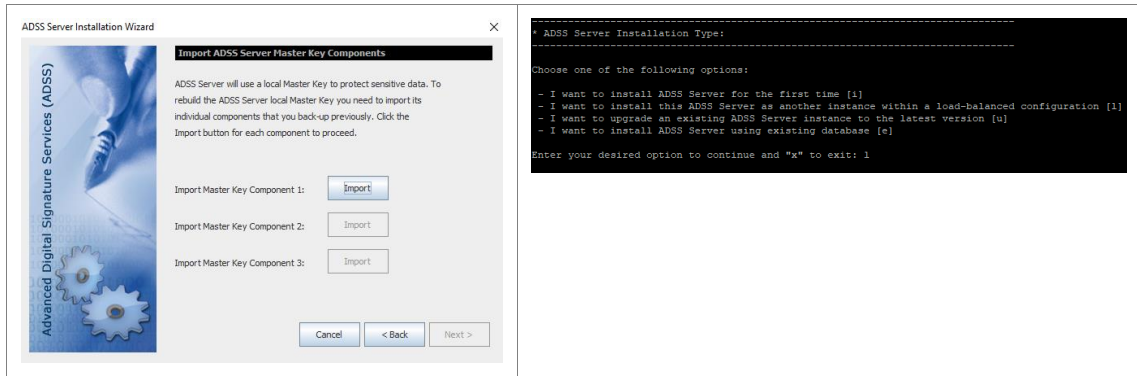 ADSS Server Installation Wizard
Advanced Digital Signature Services (ADSS)
Import ADSS Server Master Key Components
ADSS Server will use a local Master Key to protect sensitive data. To
rebuild the ADSS Server local Master Key you need to import its
individual components that you back-up previously. Click the
Import button for each component to proceed.
Import Master Key Component 1: Import
Import Master Key Component 2: Import
Import Master Key Component 3: Import
Cancel < Back Next >
--------------------------------------------------------------------------
* ADSS Server Installation Type:
--------------------------------------------------------------------------
Choose one of the following options:
- I want to install ADSS Server for the first time [i]
- I want to install this ADSS Server as another instance within a load-balanced configuration [l]
- I want to upgrade an existing ADSS Server instance to the latest version [u]
- I want to install ADSS Server using existing database [e]
Enter your desired option to continue and "x" to exit: l